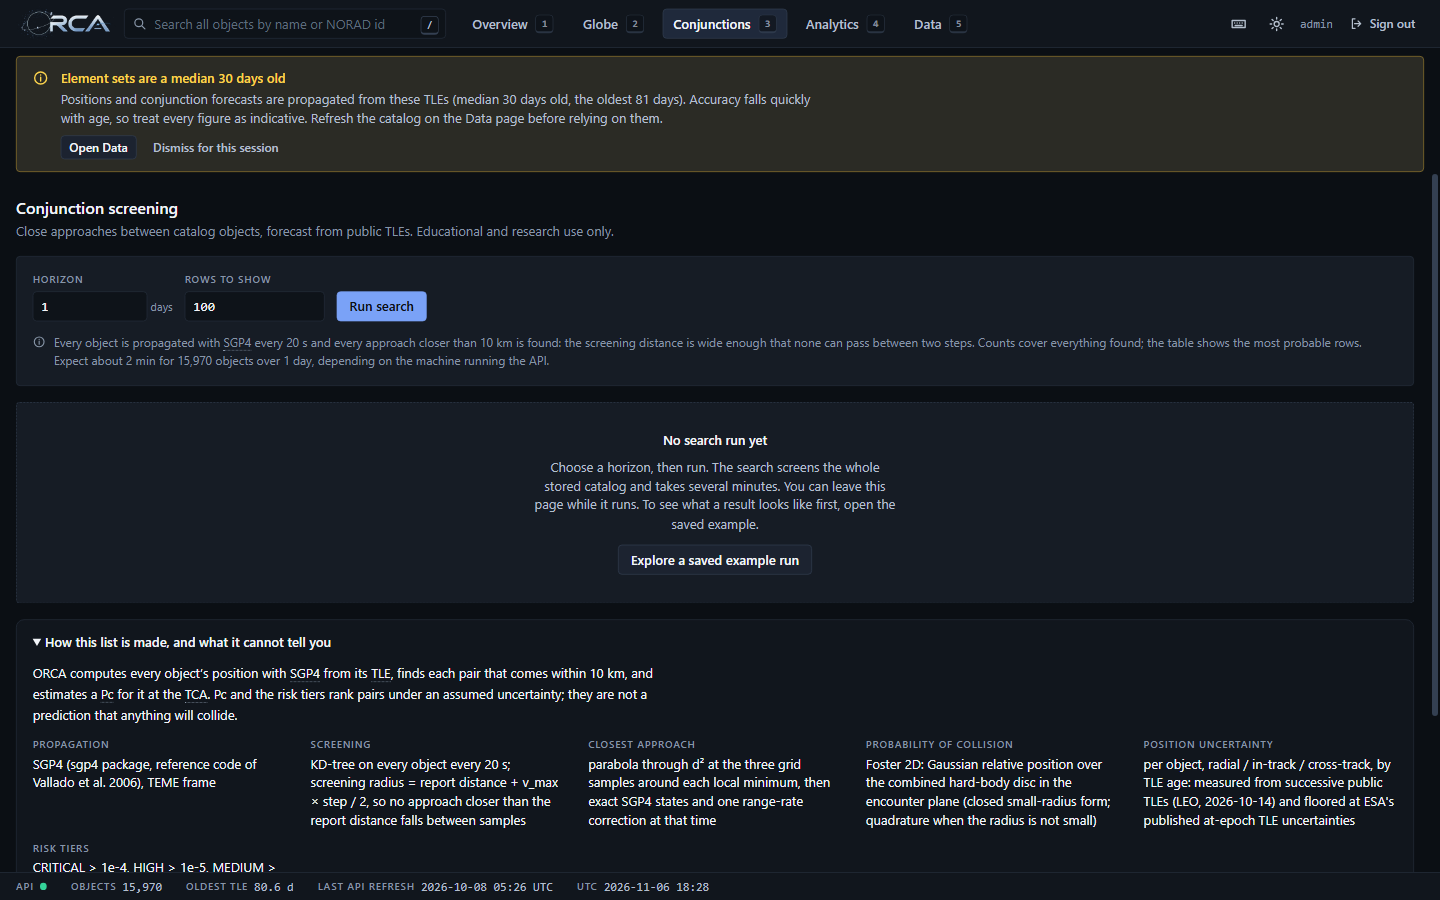 ORCA
Search all objects by name or NORAD id /
Overview 1
Globe 2
Conjunctions 3
Analytics 4
Data 5
admin
Sign out
Element sets are a median 30 days old
Positions and conjunction forecasts are propagated from these TLEs (median 30 days old, the oldest 81 days). Accuracy falls quickly
with age, so treat every figure as indicative. Refresh the catalog on the Data page before relying on them.
Open Data
Dismiss for this session
Conjunction screening
Close approaches between catalog objects, forecast from public TLEs. Educational and research use only.
HORIZON
1 days
ROWS TO SHOW
100
Run search
Every object is propagated with SGP4 every 20 s and every approach closer than 10 km is found: the screening distance is wide enough that none can pass between two steps. Counts cover everything found; the table shows the most probable rows.
Expect about 2 min for 15,970 objects over 1 day, depending on the machine running the API.
No search run yet
Choose a horizon, then run. The search screens the whole
stored catalog and takes several minutes. You can leave this
page while it runs. To see what a result looks like first, open the
saved example.
Explore a saved example run
▼ How this list is made, and what it cannot tell you
ORCA computes every object's position with SGP4 from its TLE, finds each pair that comes within 10 km, and
estimates a Pc for it at the TCA. Pc and the risk tiers rank pairs under an assumed uncertainty; they are not a
prediction that anything will collide.
PROPAGATION
SGP4 (sgp package, reference code of
Vallado et al. 2006), TEME frame
SCREENING
KD-tree on every object every 20 s;
screening radius = report distance + v_max
× step / 2, so no approach closer than the
report distance falls between samples
CLOSEST APPROACH
parabola through d² at the three grid
samples around each local minimum, then
exact SGP4 states and one range-rate
correction at that time
PROBABILITY OF COLLISION
Foster 2D: Gaussian relative position over
the combined hard-body disc in the
encounter plane (closed small-radius form;
quadrature when the radius is not small)
POSITION UNCERTAINTY
per object, radial / in-track / cross-track, by
TLE age: measured from successive public
TLEs (LEO, 2026-10-14) and floored at ESA's
published at-epoch TLE uncertainties
RISK TIERS
CRITICAL > 1e-4, HIGH > 1e-5, MEDIUM >
API
OBJECTS 15,970
OLDEST TLE 80.6 d
LAST API REFRESH 2026-10-08 05:26 UTC
UTC 2026-11-06 18:28